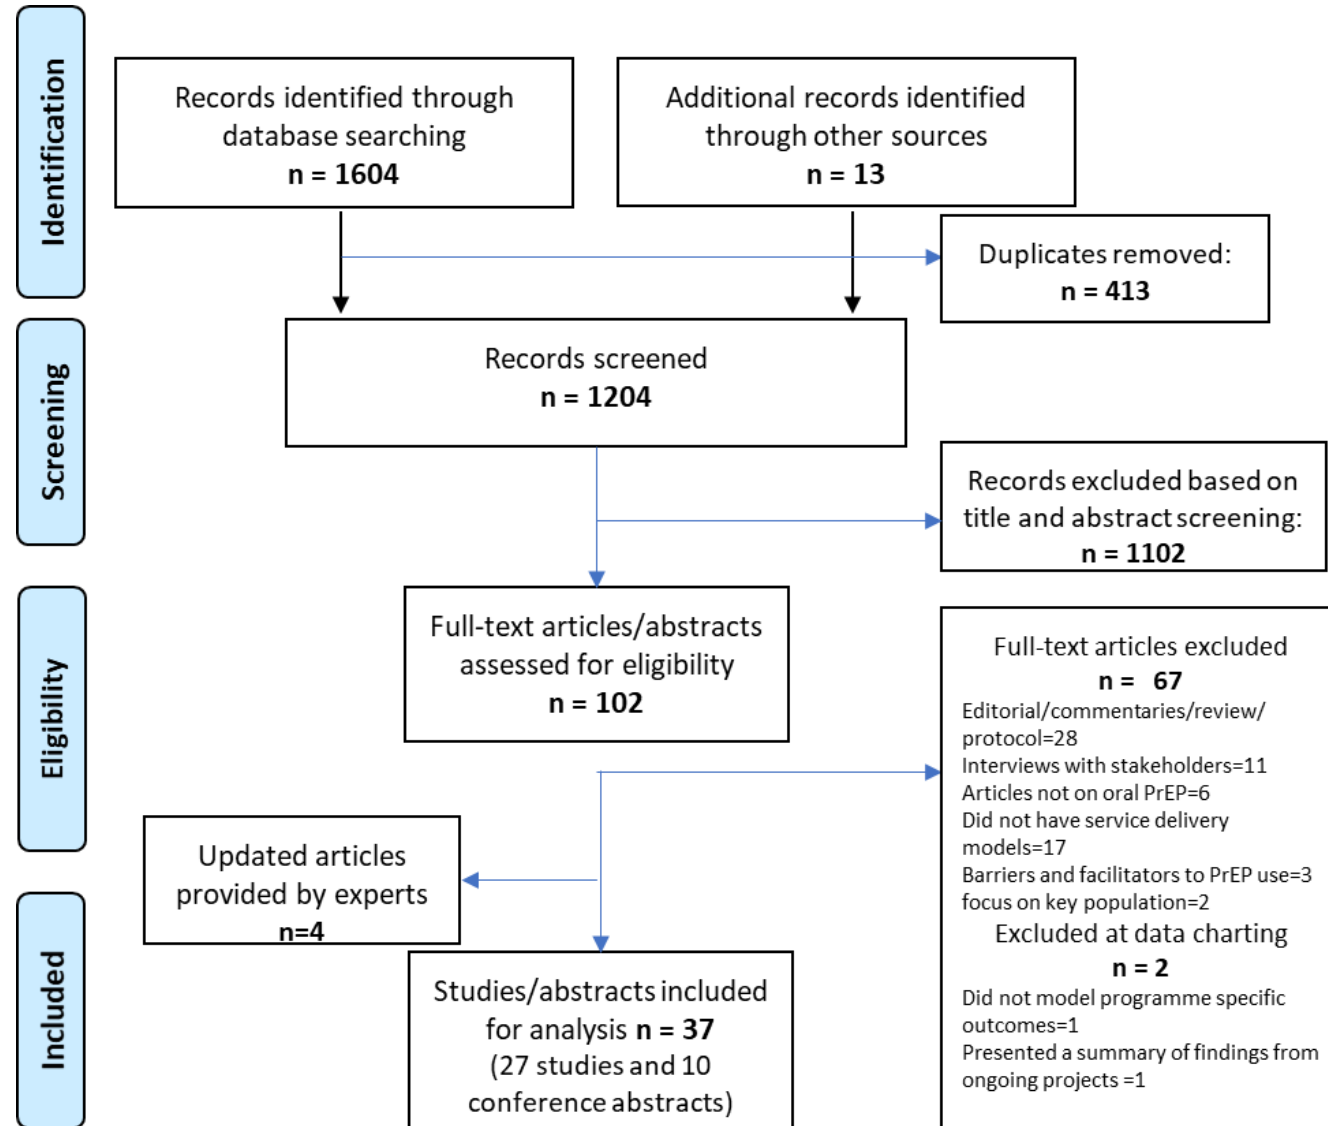 Identification
Records identified through
database searching
n = 1604
Additional records identified
through other sources
n = 13
Duplicates removed:
n = 413
Screening
Records screened
n = 1204
Records excluded based on
title and abstract screening:
n = 1102
Eligibility
Full-text articles/abstracts
assessed for eligibility
n = 102
Full-text articles excluded
n = 67
Editorial/commentaries/review/
protocol=28
Interviews with stakeholders=11
Articles not on oral PrEP=6
Did not have service delivery
models=17
Barriers and facilitators to PrEP use=3
focus on key population=2
Excluded at data charting
n = 2
Did not model programme specific
outcomes=1
Presented a summary of findings from
ongoing projects =1
Updated articles
provided by experts
n=4
Included
Studies/abstracts included
for analysis n = 37
(27 studies and 10
conference abstracts)